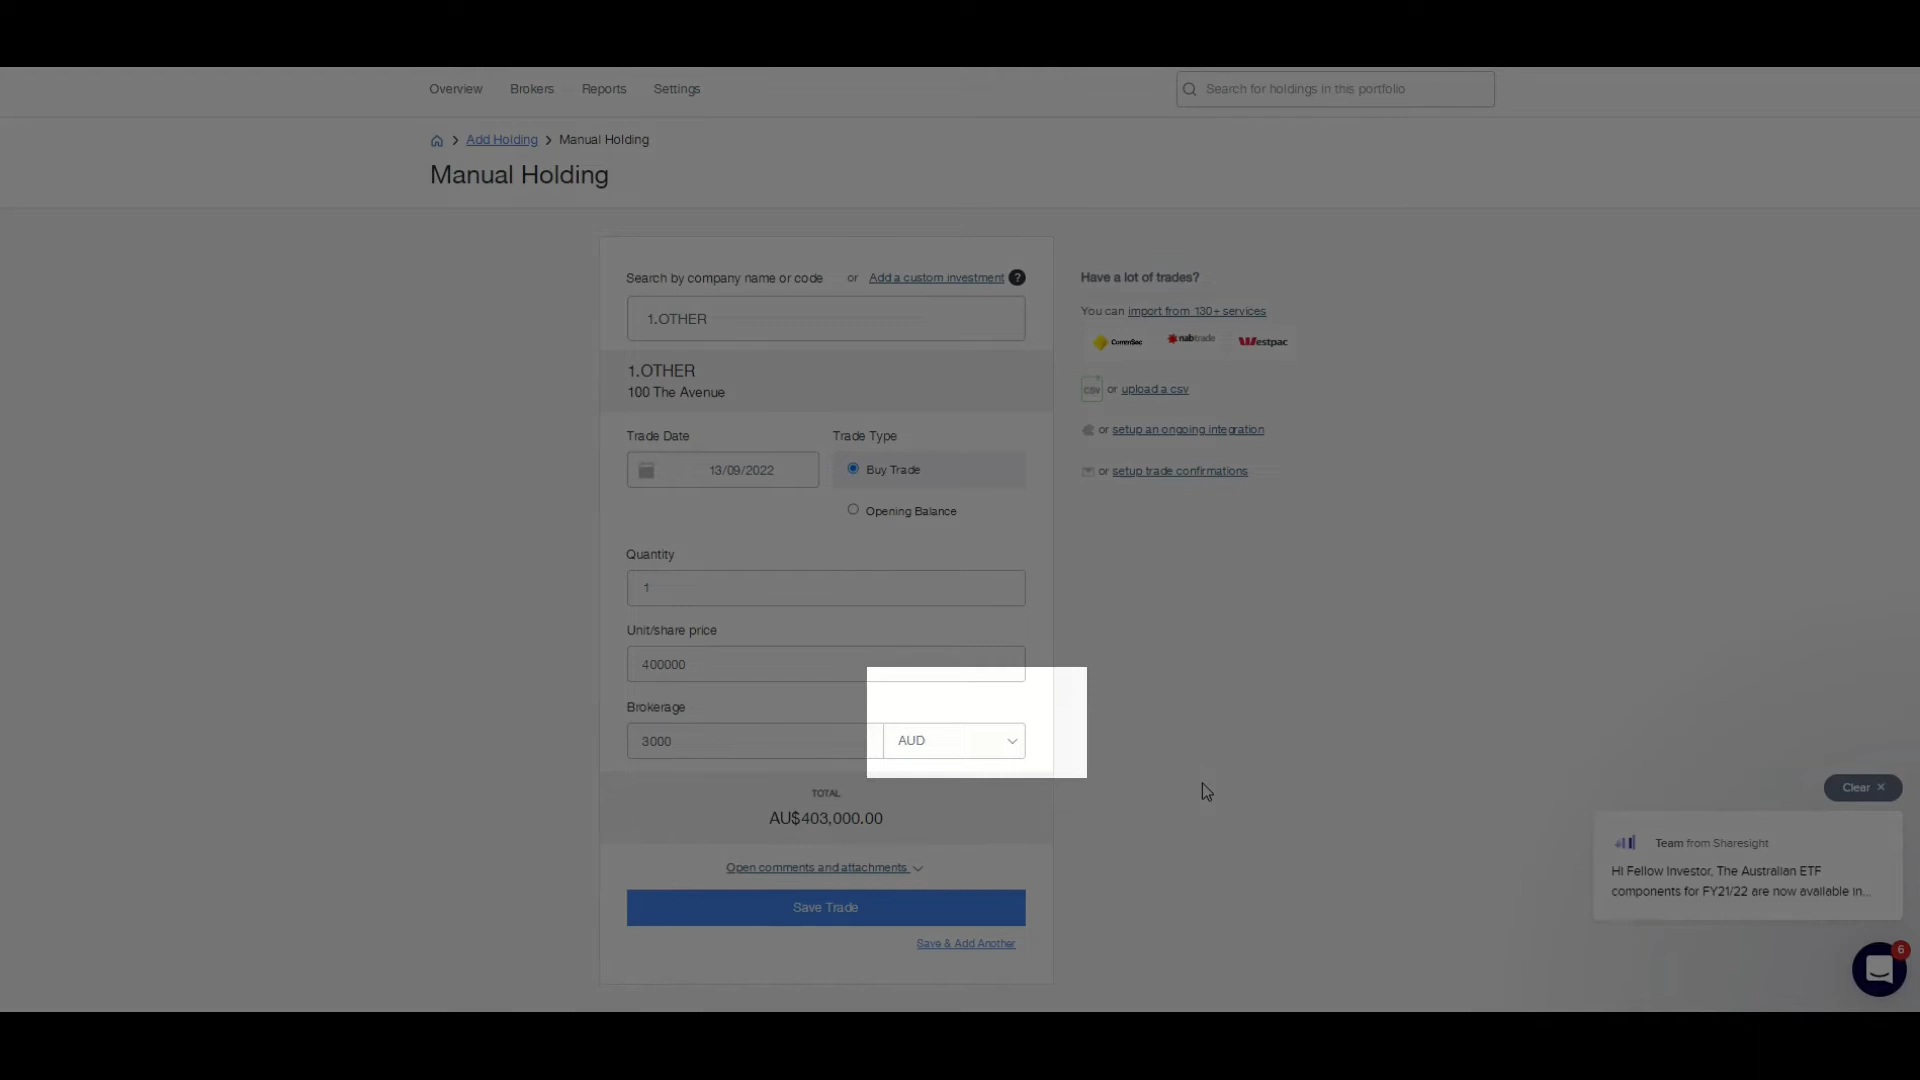 Overview Brokers Reports Settings
Search for holdings in this portfolio
Add Holding Manual Holding
Manual Holding
Search by company name or code or Add a custom investment ?
1.OTHER
1.OTHER
100 The Avenue
Trade Date Trade Type
13/09/2022 Buy Trade
Opening Balance
Quantity
1
Unit/share price
400000
Brokerage
3000 AUD
TOTAL
AU$403,000.00
Open comments and attachments
Save Trade
Save & Add Another
Have a lot of trades?
You can import from 130+ services
CommSec nabtrade Westpac
CSV or upload a csv
or setup an ongoing integration
or setup trade confirmations
Clear ×
Team from Sharesight
Hi Fellow Investor, The Australian ETF
components for FY21/22 are now available in...
6